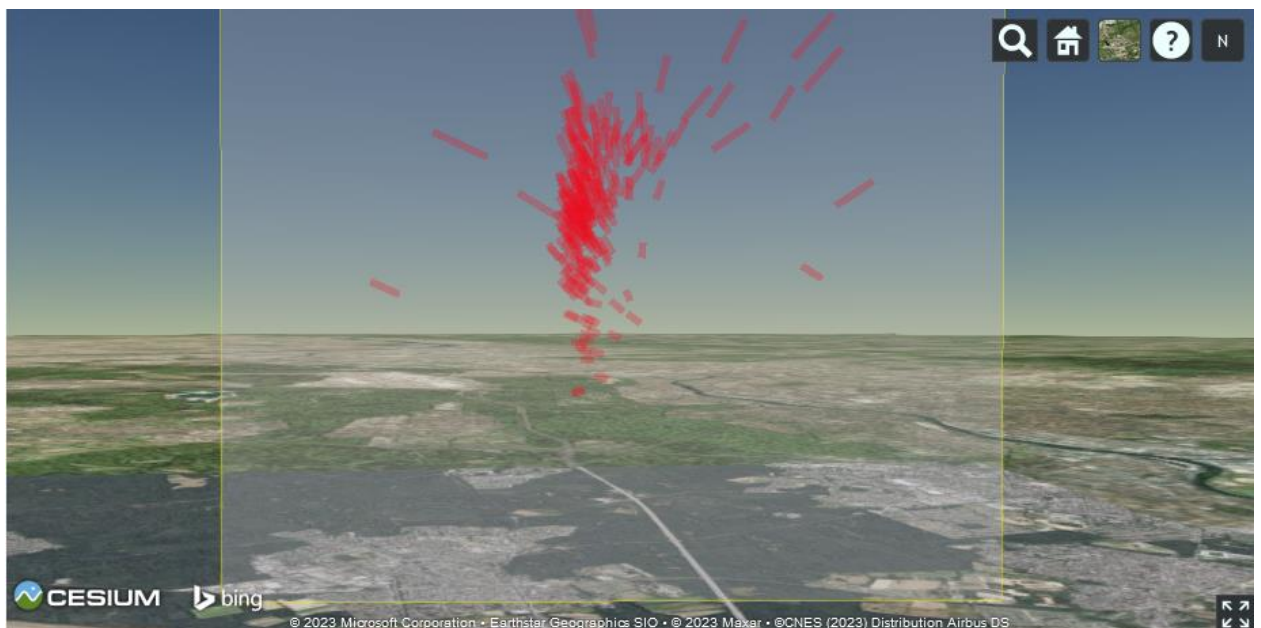 ?
N
CESIUM
bing
© 2023 Microsoft Corporation • Earthstar Geographics SIO • © 2023 Maxar • ©CNES (2023) Distribution Airbus DS